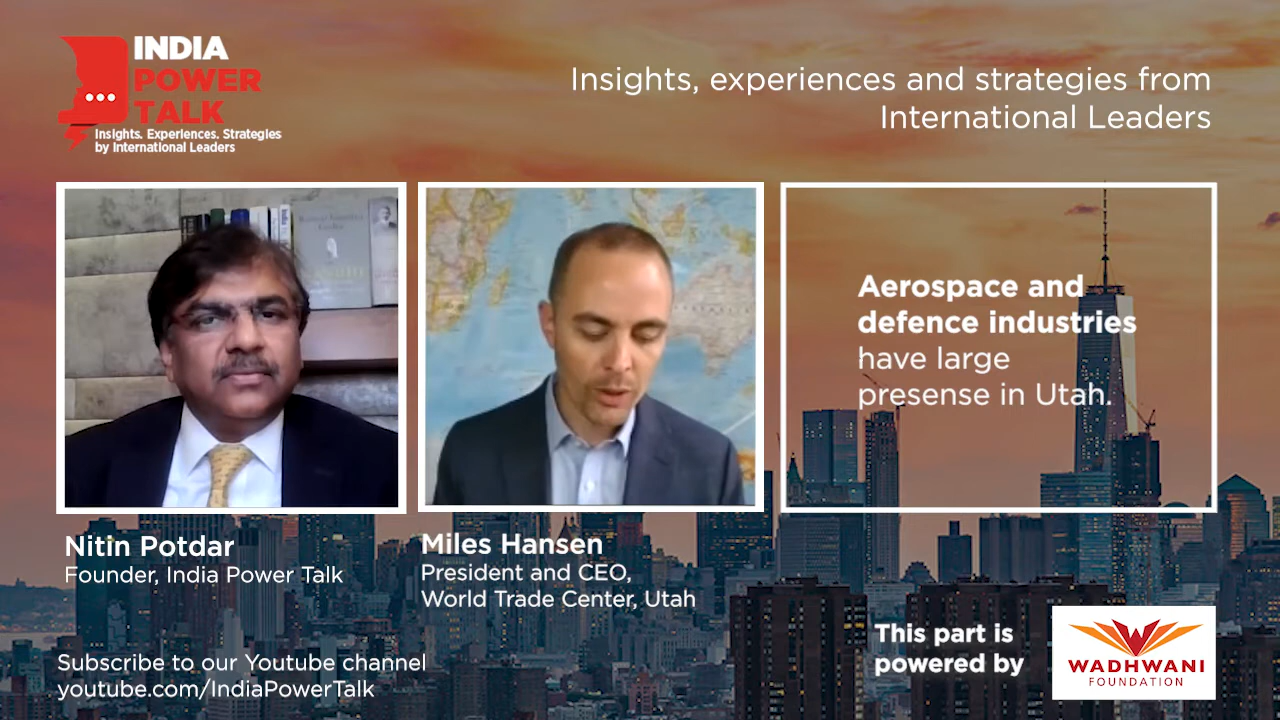 INDIA
POWER
TALK
Insights. Experiences. Strategies
by International Leaders
Insights, experiences and strategies from
International Leaders
Aerospace and
defence industries
have large
presense in Utah.
Nitin Potdar
Founder, India Power Talk
Miles Hansen
President and CEO,
World Trade Center, Utah
This part is
powered by
WADHWANI
FOUNDATION
Subscribe to our Youtube channel
youtube.com/IndiaPowerTalk